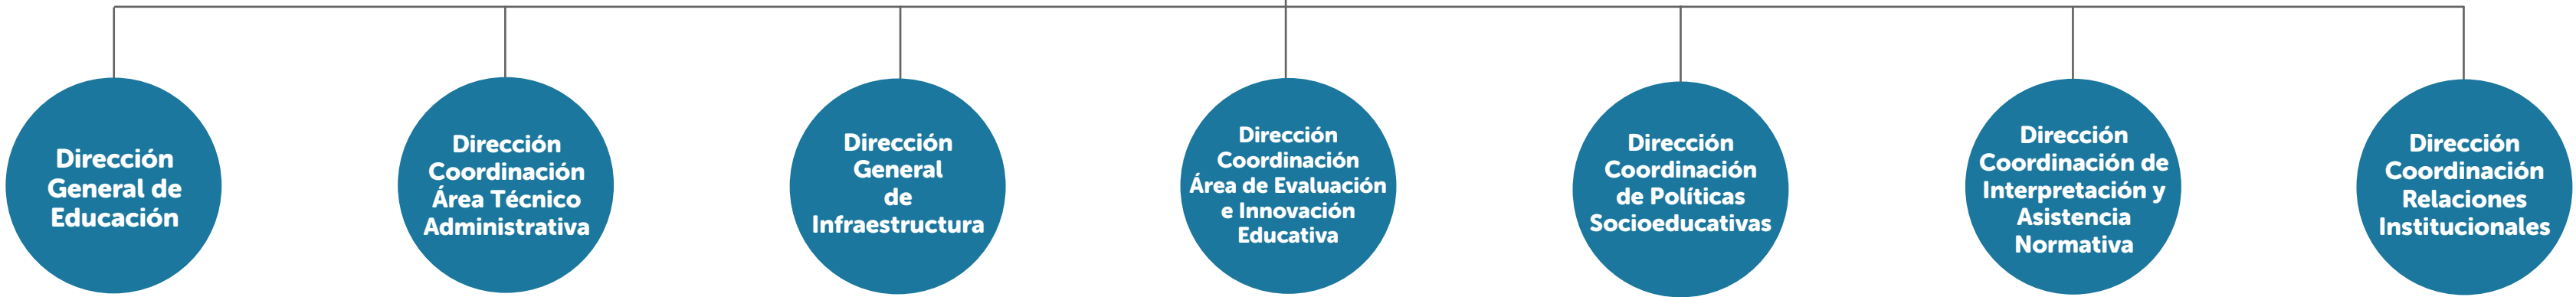 Dirección
General de
Educación
Dirección
Coordinación
Área Técnico
Administrativa
Dirección
General
de
Infraestructura
Dirección
Coordinación
Área de Evaluación
e Innovación
Educativa
Dirección
Coordinación
de Políticas
Socioeducativas
Dirección
Coordinación de
Interpretación y
Asistencia
Normativa
Dirección
Coordinación
Relaciones
Institucionales